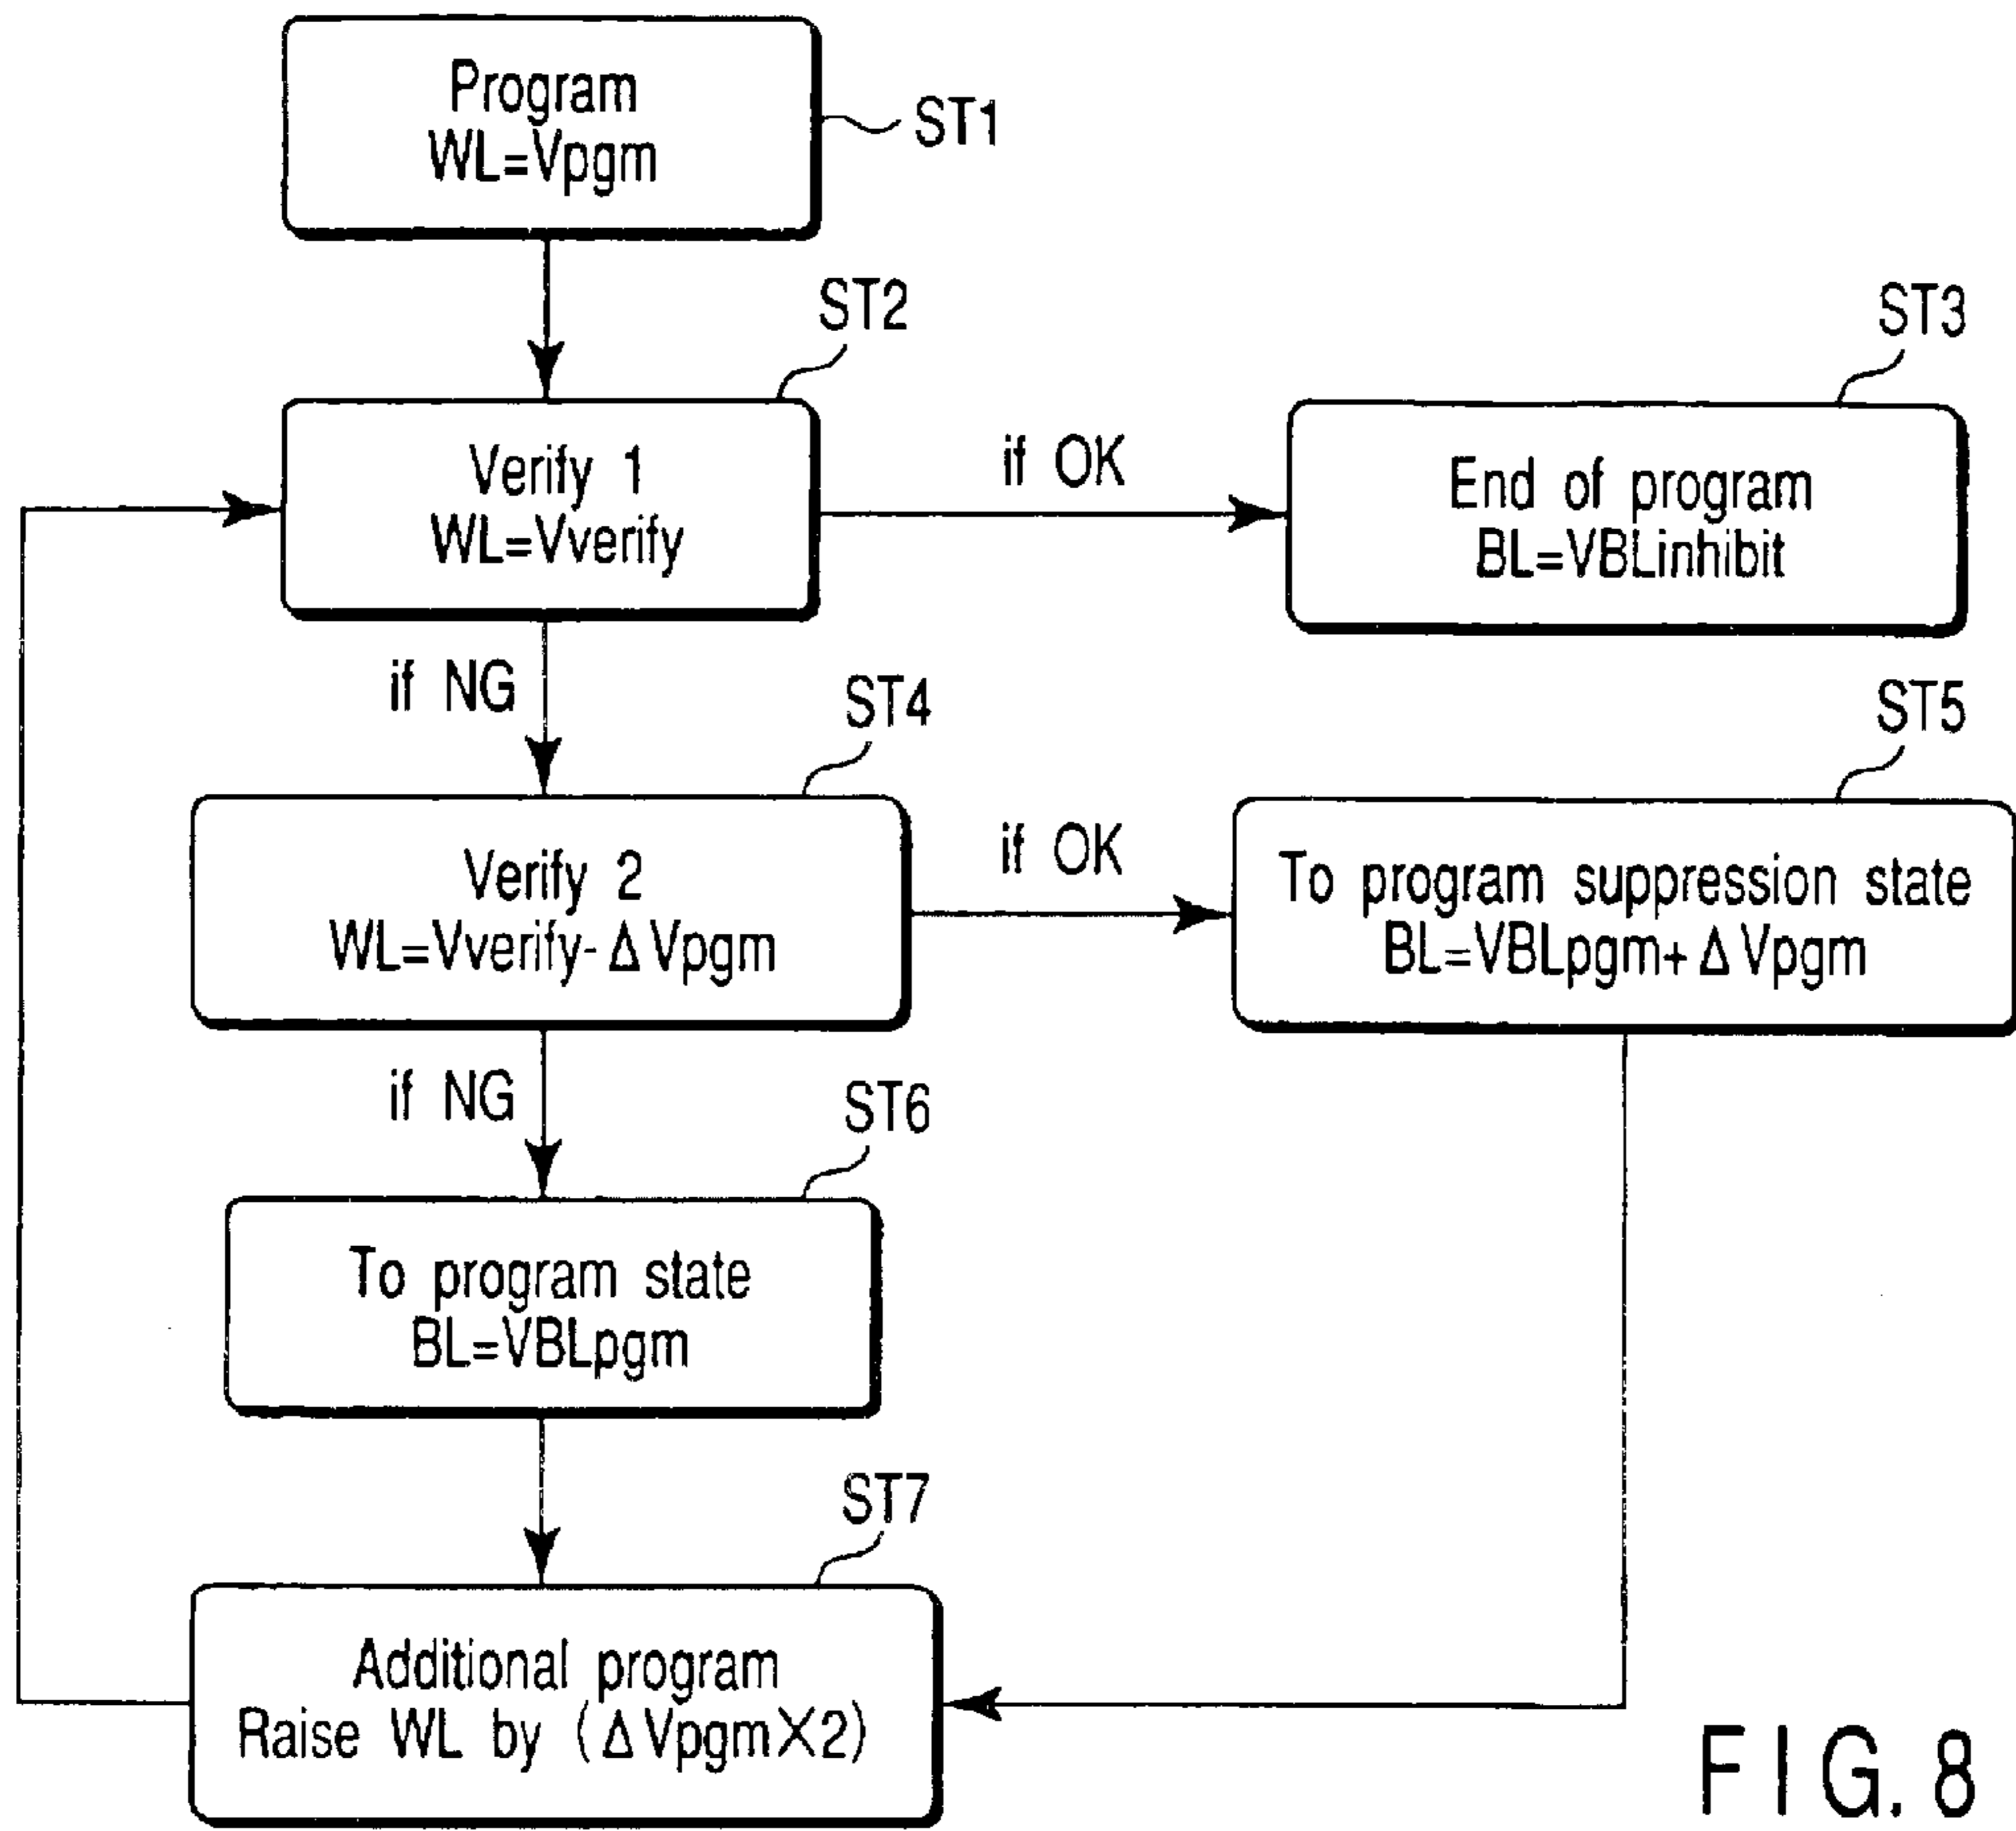 Program
WL=Vpgm
ST1
ST2
Verify 1
WL=Vverify
if OK
ST3
End of program
BL=VBLinhibit
if NG
ST4
Verify 2
WL=Vverify-ΔVpgm
if OK
ST5
To program suppression state
BL=VBLpgm+ΔVpgm
if NG
ST6
To program state
BL=VBLpgm
ST7
Additional program
Raise WL by (ΔVpgm×2)
FIG. 8